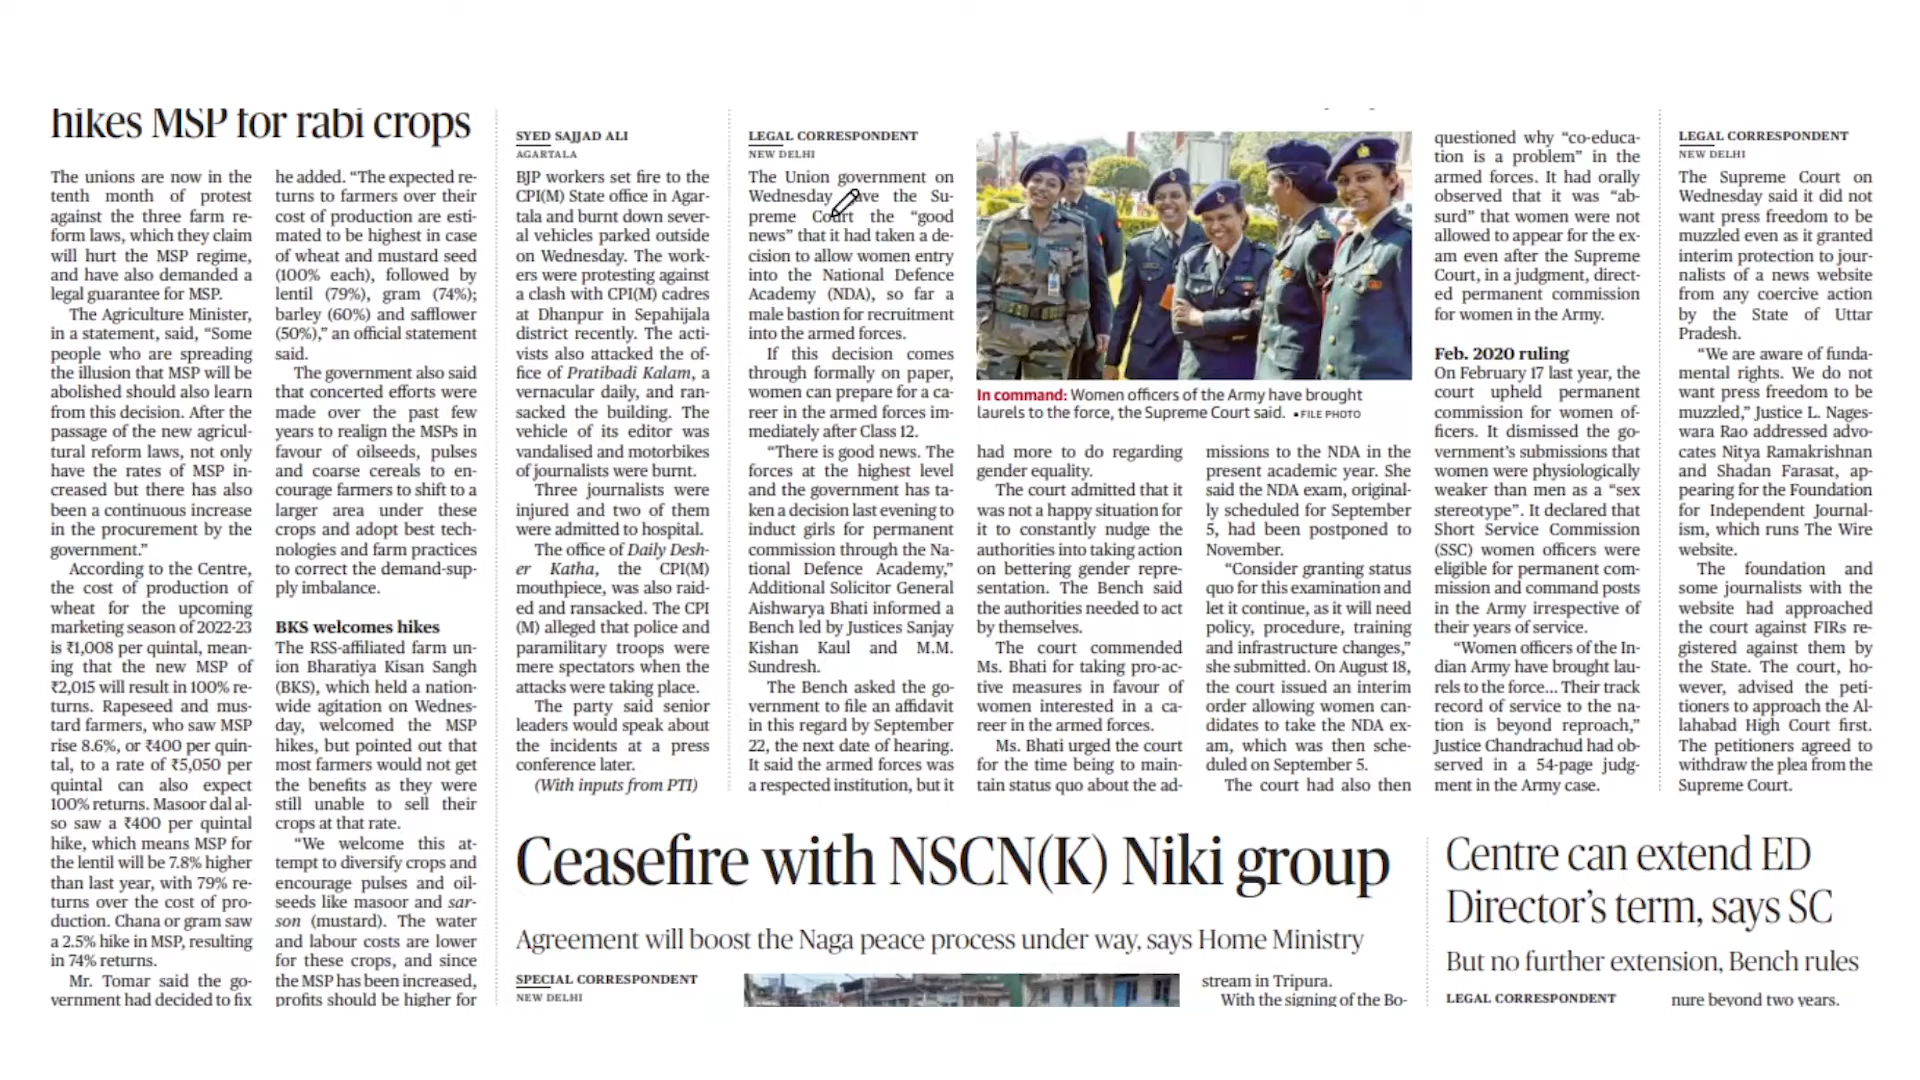 hikes MSP for rabi crops
The unions are now in the
tenth month of protest
against the three farm re-
form laws, which they claim
will hurt the MSP regime,
and have also demanded a
legal guarantee for MSP.
The Agriculture Minister,
in a statement, said, “Some
people who are spreading
the illusion that MSP will be
abolished should also learn
from this decision. After the
passage of the new agricul-
tural reform laws, not only
have the rates of MSP in-
creased but there has also
been a continuous increase
in the procurement by the
government.”
According to the Centre,
the cost of production of
wheat for the upcoming
marketing season of 2022-23
is ₹1,008 per quintal, mean-
ing that the new MSP of
₹2,015 will result in 100% re-
turns. Rapeseed and mus-
tard farmers, who saw MSP
rise 8.6%, or ₹400 per quin-
tal, to a rate of ₹5,050 per
quintal can also expect
100% returns. Masoor dal al-
so saw a ₹400 per quintal
hike, which means MSP for
the lentil will be 7.8% higher
than last year, with 79% re-
turns over the cost of pro-
duction. Chana or gram saw
a 2.5% hike in MSP, resulting
in 74% returns.
Mr. Tomar said the go-
vernment had decided to fix
he added. “The expected re-
turns to farmers over their
cost of production are esti-
mated to be highest in case
of wheat and mustard seed
(100% each), followed by
lentil (79%), gram (74%);
barley (60%) and safflower
(50%),” an official statement
said.
The government also said
that concerted efforts were
made over the past few
years to realign the MSPs in
favour of oilseeds, pulses
and coarse cereals to en-
courage farmers to shift to a
larger area under these
crops and adopt best tech-
nologies and farm practices
to correct the demand-sup-
ply imbalance.
BKS welcomes hikes
The RSS-affiliated farm un-
ion Bharatiya Kisan Sangh
(BKS), which held a nation-
wide agitation on Wednes-
day, welcomed the MSP
hikes, but pointed out that
most farmers would not get
the benefits as they were
still unable to sell their
crops at that rate.
“We welcome this at-
tempt to diversify crops and
encourage pulses and oil-
seeds like masoor and sar-
son (mustard). The water
and labour costs are lower
for these crops, and since
the MSP has been increased,
profits should be higher for
SYED SAJJAD ALI
AGARTALA
BJP workers set fire to the
CPI(M) State office in Agar-
tala and burnt down sever-
al vehicles parked outside
on Wednesday. The work-
ers were protesting against
a clash with CPI(M) cadres
at Dhanpur in Sepahijala
district recently. The acti-
vists also attacked the of-
fice of Pratibadi Kalam, a
vernacular daily, and ran-
sacked the building. The
vehicle of its editor was
vandalised and motorbikes
of journalists were burnt.
Three journalists were
injured and two of them
were admitted to hospital.
The office of Daily Desh-
er Katha, the CPI(M)
mouthpiece, was also raid-
ed and ransacked. The CPI
(M) alleged that police and
paramilitary troops were
mere spectators when the
attacks were taking place.
The party said senior
leaders would speak about
the incidents at a press
conference later.
(With inputs from PTI)
LEGAL CORRESPONDENT
NEW DELHI
The Union government on
Wednesday ve the Su-
preme Court the “good
news” that it had taken a de-
cision to allow women entry
into the National Defence
Academy (NDA), so far a
male bastion for recruitment
into the armed forces.
If this decision comes
through formally on paper,
women can prepare for a ca-
reer in the armed forces im-
mediately after Class 12.
“There is good news. The
forces at the highest level
and the government has ta-
ken a decision last evening to
induct girls for permanent
commission through the Na-
tional Defence Academy,”
Additional Solicitor General
Aishwarya Bhati informed a
Bench led by Justices Sanjay
Kishan Kaul and M.M.
Sundresh.
The Bench asked the go-
vernment to file an affidavit
in this regard by September
22, the next date of hearing.
It said the armed forces was
a respected institution, but it
In command: Women officers of the Army have brought
laurels to the force, the Supreme Court said. ▪FILE PHOTO
had more to do regarding
gender equality.
The court admitted that it
was not a happy situation for
it to constantly nudge the
authorities into taking action
on bettering gender repre-
sentation. The Bench said
the authorities needed to act
by themselves.
The court commended
Ms. Bhati for taking pro-ac-
tive measures in favour of
women interested in a ca-
reer in the armed forces.
Ms. Bhati urged the court
for the time being to main-
tain status quo about the ad-
missions to the NDA in the
present academic year. She
said the NDA exam, original-
ly scheduled for September
5, had been postponed to
November.
“Consider granting status
quo for this examination and
let it continue, as it will need
policy, procedure, training
and infrastructure changes,”
she submitted. On August 18,
the court issued an interim
order allowing women can-
didates to take the NDA ex-
am, which was then sche-
duled on September 5.
The court had also then
questioned why “co-educa-
tion is a problem” in the
armed forces. It had orally
observed that it was “ab-
surd” that women were not
allowed to appear for the ex-
am even after the Supreme
Court, in a judgment, direct-
ed permanent commission
for women in the Army.
Feb. 2020 ruling
On February 17 last year, the
court upheld permanent
commission for women of-
ficers. It dismissed the go-
vernment’s submissions that
women were physiologically
weaker than men as a “sex
stereotype”. It declared that
Short Service Commission
(SSC) women officers were
eligible for permanent com-
mission and command posts
in the Army irrespective of
their years of service.
“Women officers of the In-
dian Army have brought lau-
rels to the force... Their track
record of service to the na-
tion is beyond reproach,”
Justice Chandrachud had ob-
served in a 54-page judg-
ment in the Army case.
LEGAL CORRESPONDENT
NEW DELHI
The Supreme Court on
Wednesday said it did not
want press freedom to be
muzzled even as it granted
interim protection to jour-
nalists of a news website
from any coercive action
by the State of Uttar
Pradesh.
“We are aware of funda-
mental rights. We do not
want press freedom to be
muzzled,” Justice L. Nages-
wara Rao addressed advo-
cates Nitya Ramakrishnan
and Shadan Farasat, ap-
pearing for the Foundation
for Independent Journal-
ism, which runs The Wire
website.
The foundation and
some journalists with the
website had approached
the court against FIRs re-
gistered against them by
the State. The court, ho-
wever, advised the peti-
tioners to approach the Al-
lahabad High Court first.
The petitioners agreed to
withdraw the plea from the
Supreme Court.
Ceasefire with NSCN(K) Niki group
Agreement will boost the Naga peace process under way, says Home Ministry
SPECIAL CORRESPONDENT
NEW DELHI
stream in Tripura.
With the signing of the Bo-
Centre can extend ED
Director’s term, says SC
But no further extension, Bench rules
LEGAL CORRESPONDENT
nure beyond two years.